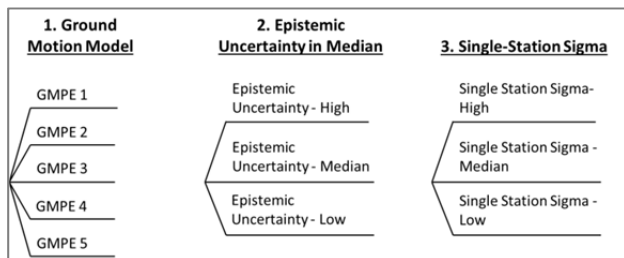 1. Ground
Motion Model
GMPE 1
GMPE 2
GMPE 3
GMPE 4
GMPE 5
2. Epistemic
Uncertainty in Median
Epistemic
Uncertainty - High
Epistemic
Uncertainty - Median
Epistemic
Uncertainty - Low
3. Single-Station Sigma
Single Station Sigma-
High
Single Station Sigma -
Median
Single Station Sigma -
Low